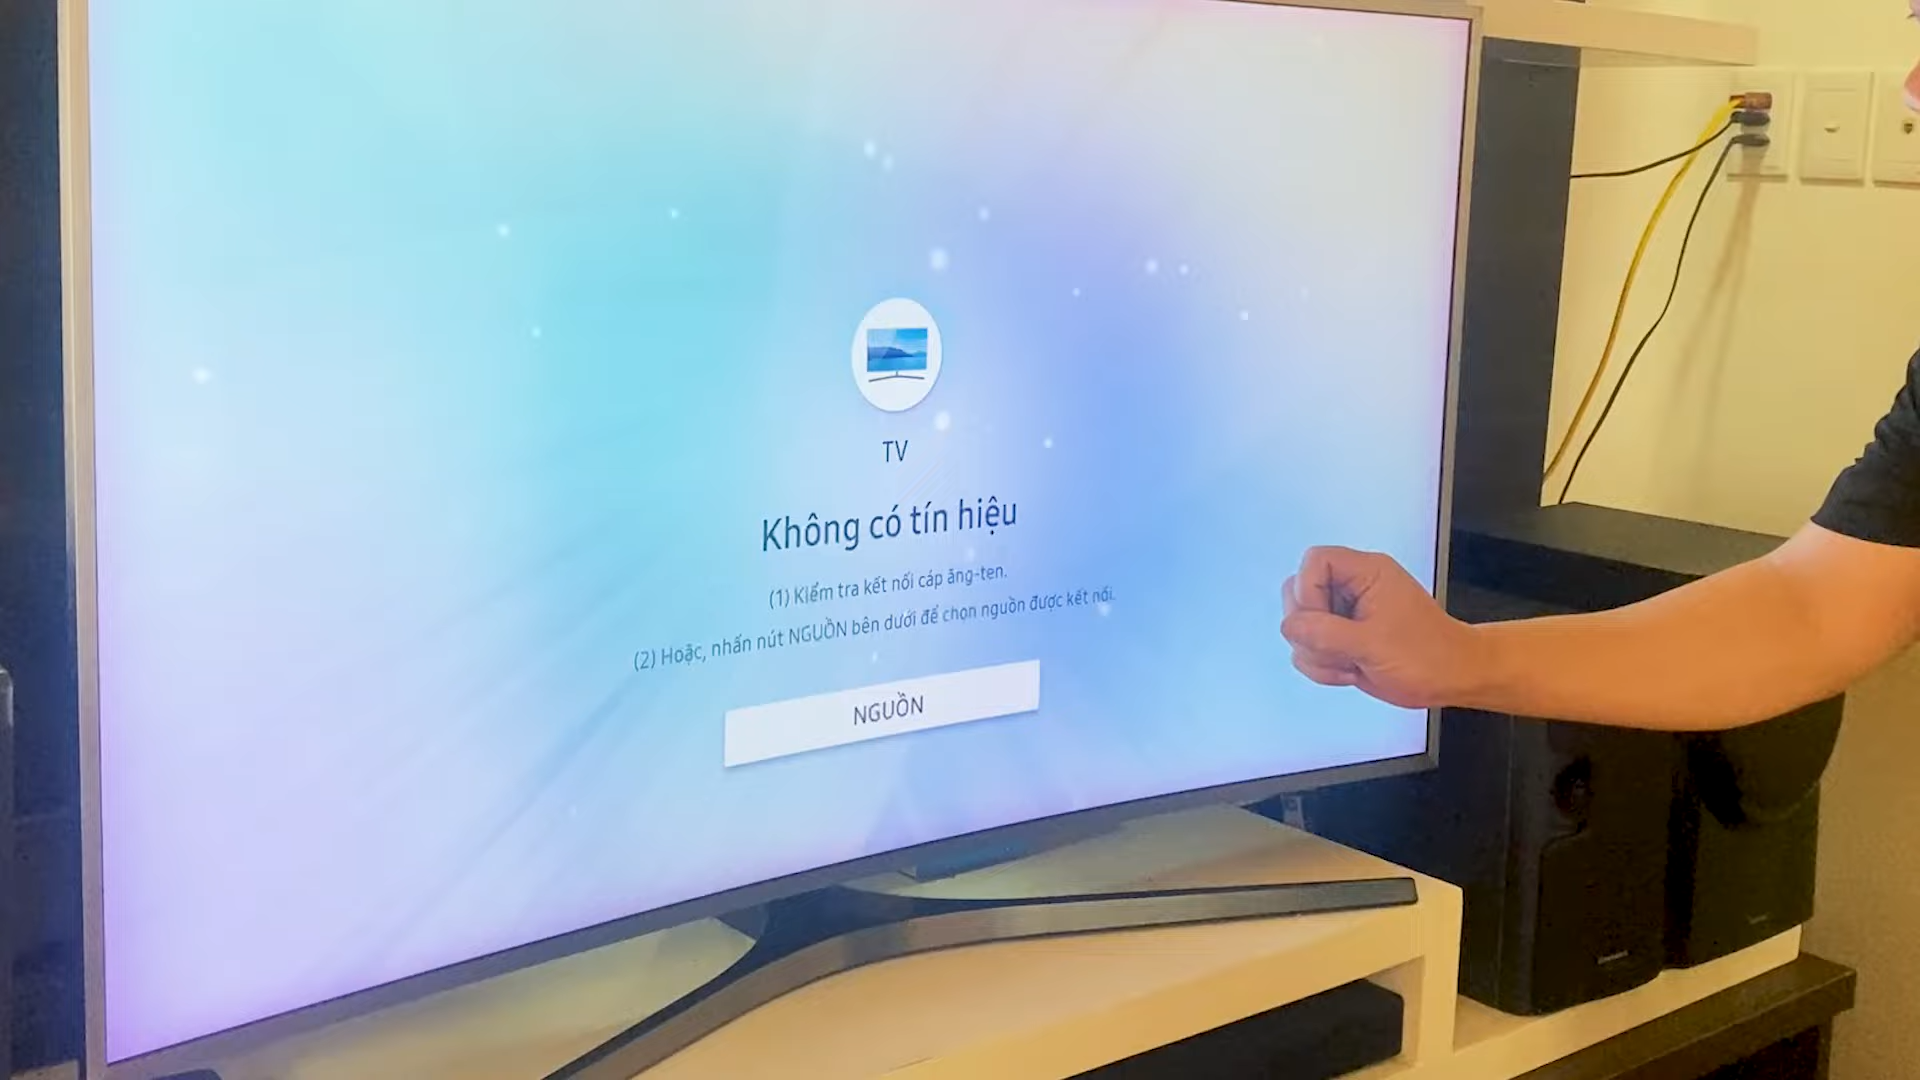 TV
Không có tín hiệu
(1) Kiểm tra kết nối cáp ăng-ten.
(2) Hoặc, nhấn nút NGUỒN bên dưới để chọn nguồn được kết nối.
NGUỒN